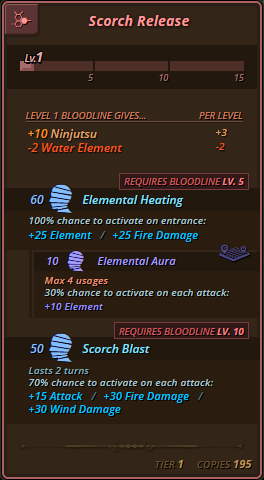 Scorch Release
Lv.1
5 10 15
LEVEL 1 BLOODLINE GIVES... PER LEVEL
+10 Ninjutsu +3
-2 Water Element -2
REQUIRES BLOODLINE LV. 5
60 Elemental Heating
100% chance to activate on entrance:
+25 Element / +25 Fire Damage
10 Elemental Aura
Max 4 usages
30% chance to activate on each attack:
+10 Element
REQUIRES BLOODLINE LV. 10
50 Scorch Blast
Lasts 2 turns
70% chance to activate on each attack:
+15 Attack / +30 Fire Damage /
+30 Wind Damage
TIER 1 COPIES 195